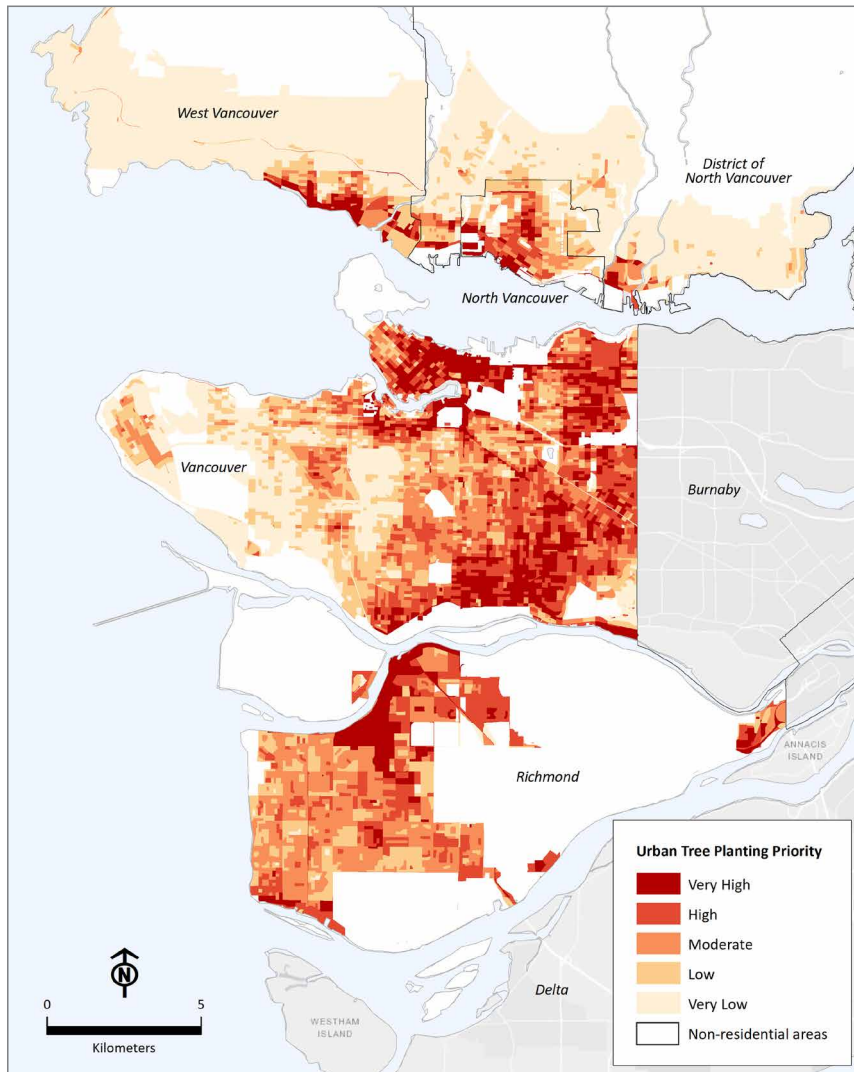 West Vancouver
District of
North Vancouver
North Vancouver
Vancouver
Burnaby
ANNACIS
ISLAND
Richmond
Urban Tree Planting Priority
Very High
High
Moderate
Low
Very Low
Non-residential areas
N
0 5
Kilometers
Delta
WESTHAM
ISLAND